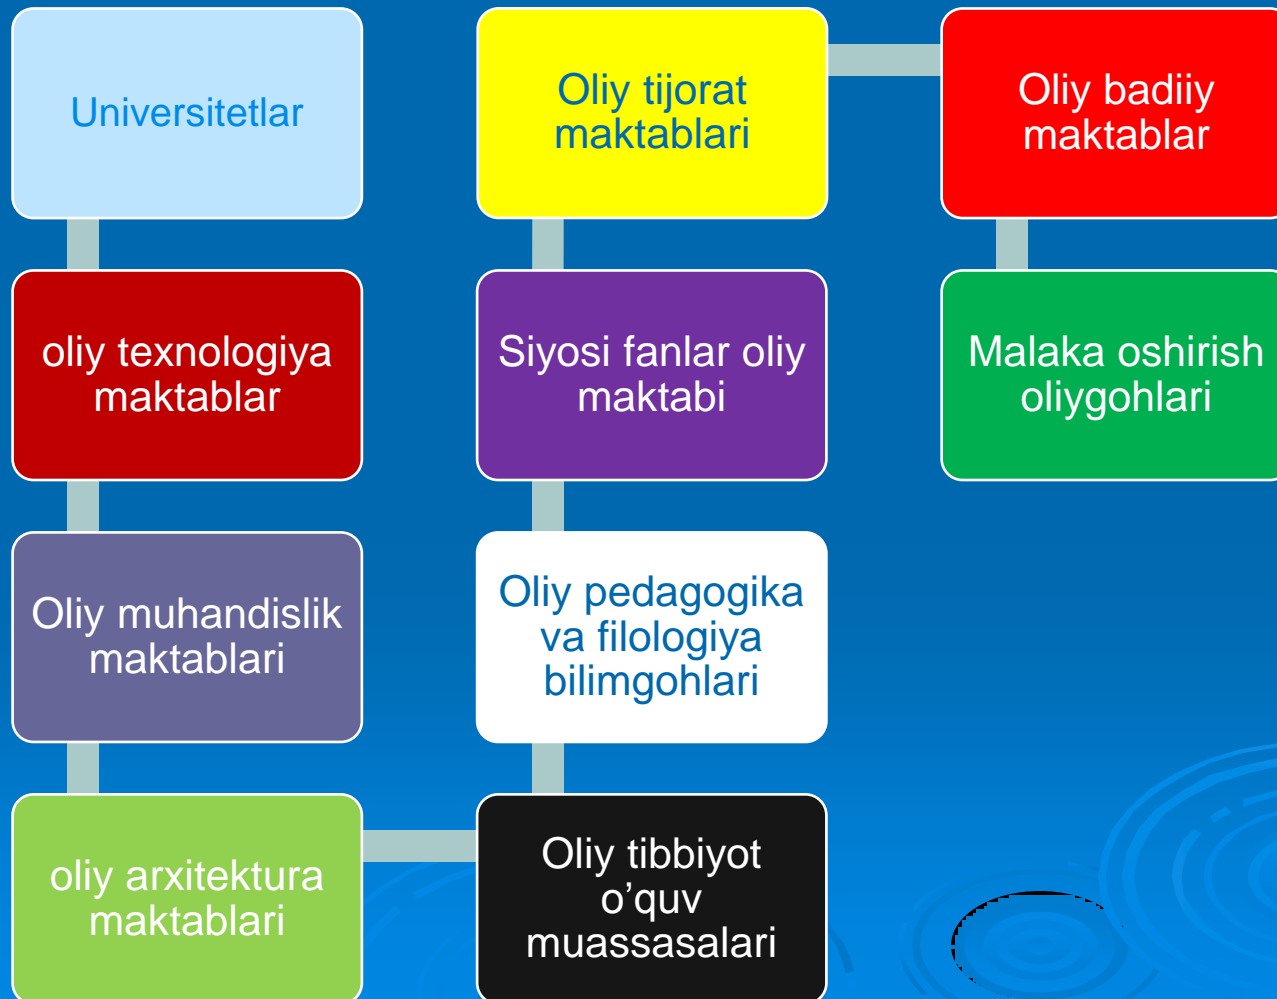 Universitetlar
oliy texnologiya
maktablar
Oliy muhandislik
maktablari
oliy arxitektura
maktablari
Oliy tibbiyot
o’quv
muassasalari
Oliy pedagogika
va filologiya
bilimgohlari
Siyosi fanlar oliy
maktabi
Oliy tijorat
maktablari
Oliy badiiy
maktablar
Malaka oshirish
oliygohlari